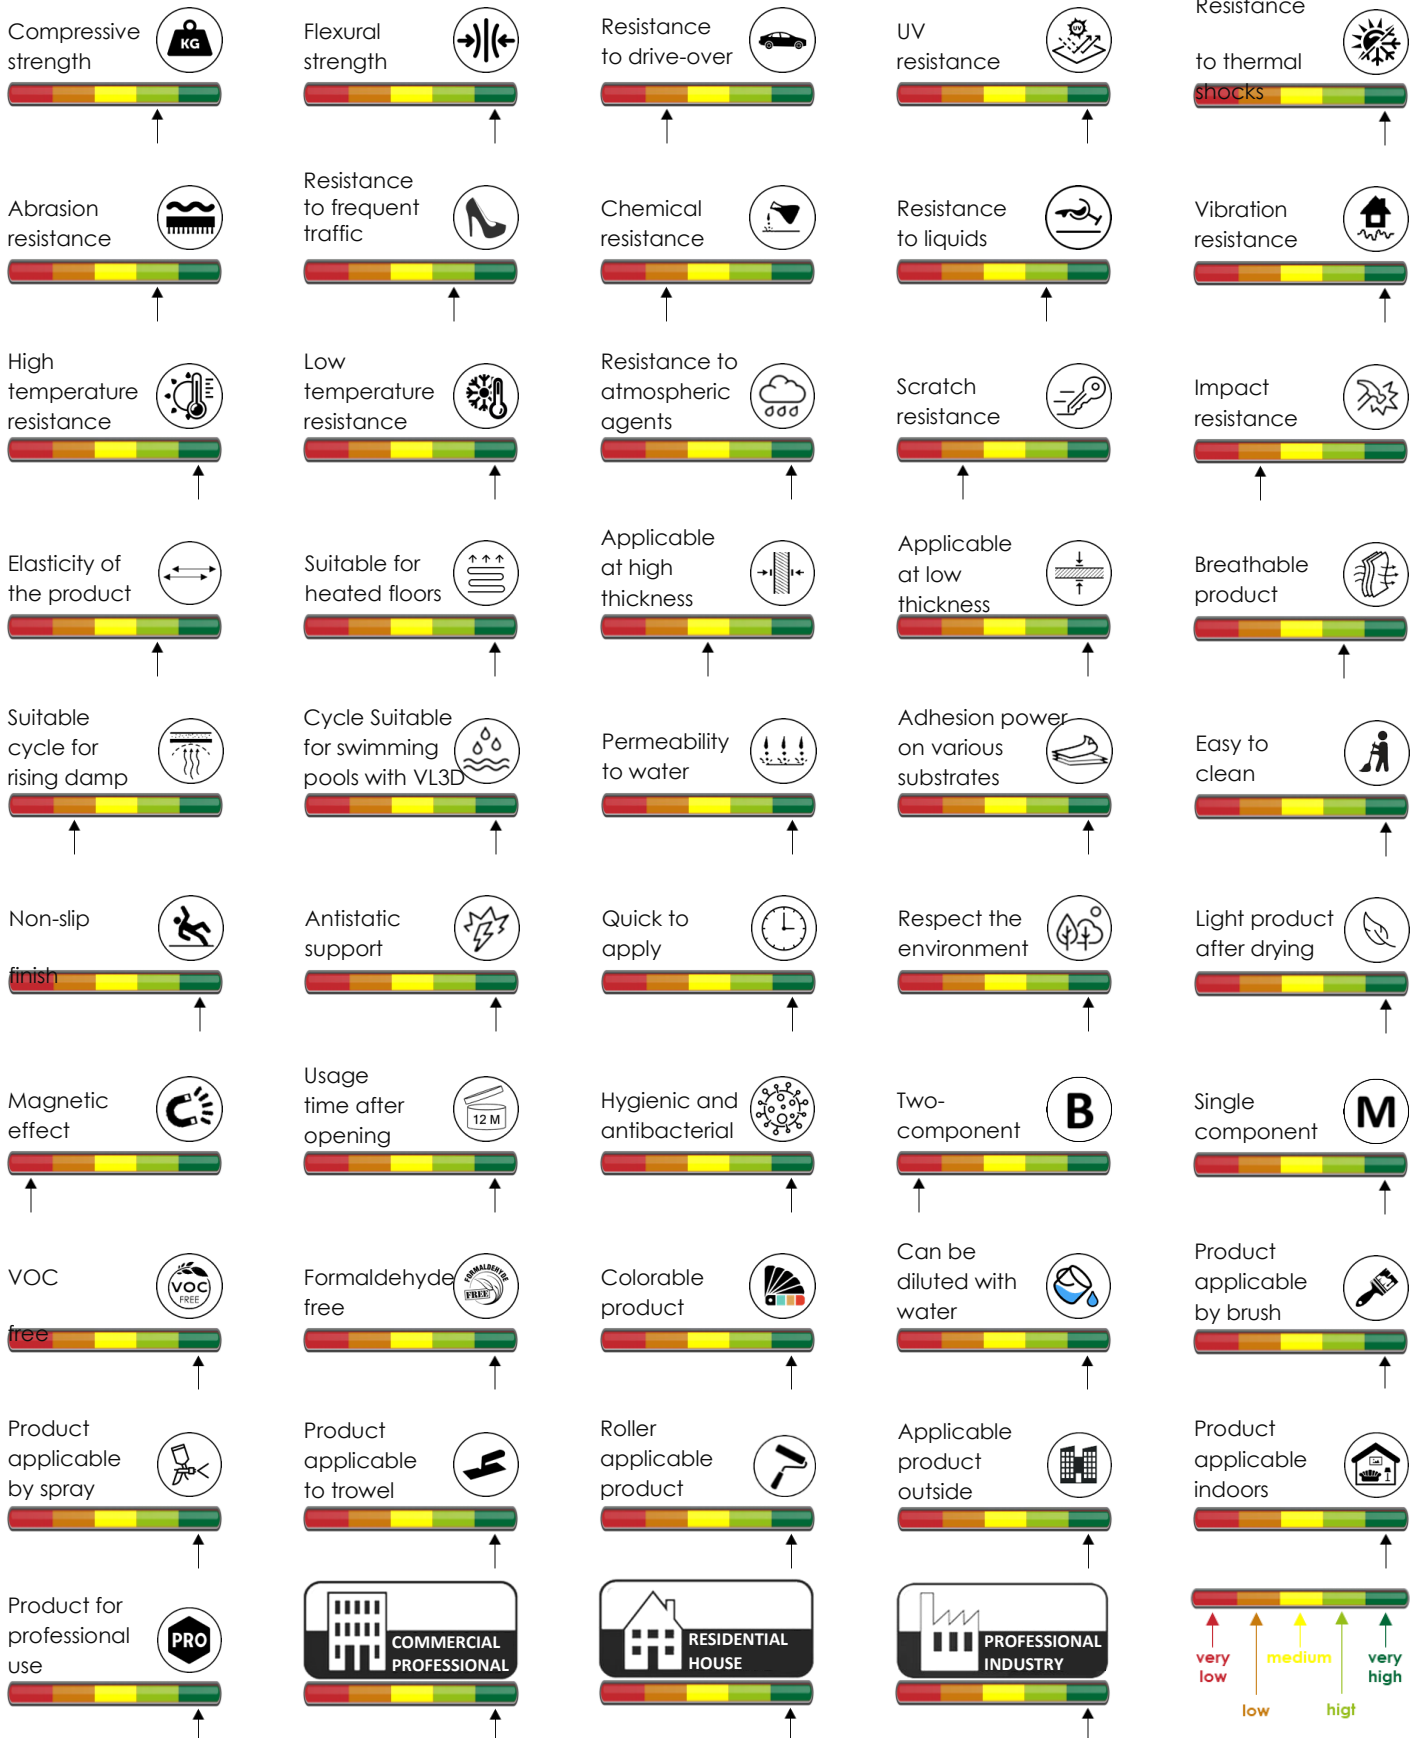 Compressive
strength
KG
Flexural
strength
Resistance
to drive-over
UV
resistance
UV
Resistance
to thermal
shocks
Abrasion
resistance
Resistance
to frequent
traffic
Chemical
resistance
Resistance
to liquids
Vibration
resistance
High
temperature
resistance
Low
temperature
resistance
Resistance to
atmospheric
agents
Scratch
resistance
Impact
resistance
Elasticity of
the product
Suitable for
heated floors
Applicable
at high
thickness
Applicable
at low
thickness
Breathable
product
Suitable
cycle for
rising damp
Cycle Suitable
for swimming
pools with VL3D
Permeability
to water
Adhesion power
on various
substrates
Easy to
clean
Non-slip
finish
Antistatic
support
Quick to
apply
Respect the
environment
Light product
after drying
Magnetic
effect
Usage
time after
opening
12 M
Hygienic and
antibacterial
Two-
component
B
Single
component
M
VOC
free
VOC
FREE
Formaldehyde
free
FORMALDEHYDE
FREE
Colorable
product
Can be
diluted with
water
Product
applicable
by brush
Product
applicable
by spray
Product
applicable
to trowel
Roller
applicable
product
Applicable
product
outside
Product
applicable
indoors
Product for
professional
use
PRO
COMMERCIAL
PROFESSIONAL
RESIDENTIAL
HOUSE
PROFESSIONAL
INDUSTRY
very
low
low
medium
higt
very
high